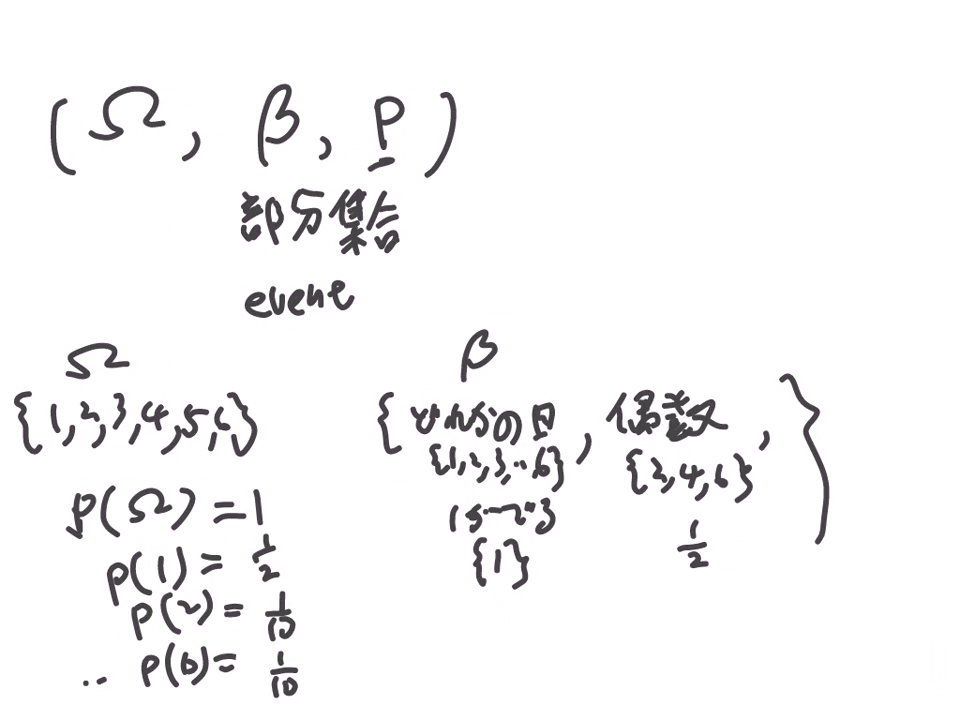 (Ω, β, P)
部分集合
event
Ω
{1,2,3,4,5,6}
P(Ω)=1
P(1)=1/2
P(2)=1/10
‥ P(6)=1/10
β
{どれかの目, 偶数, }
{1,2,3,‥6} {2,4,6}
1/2
{1}